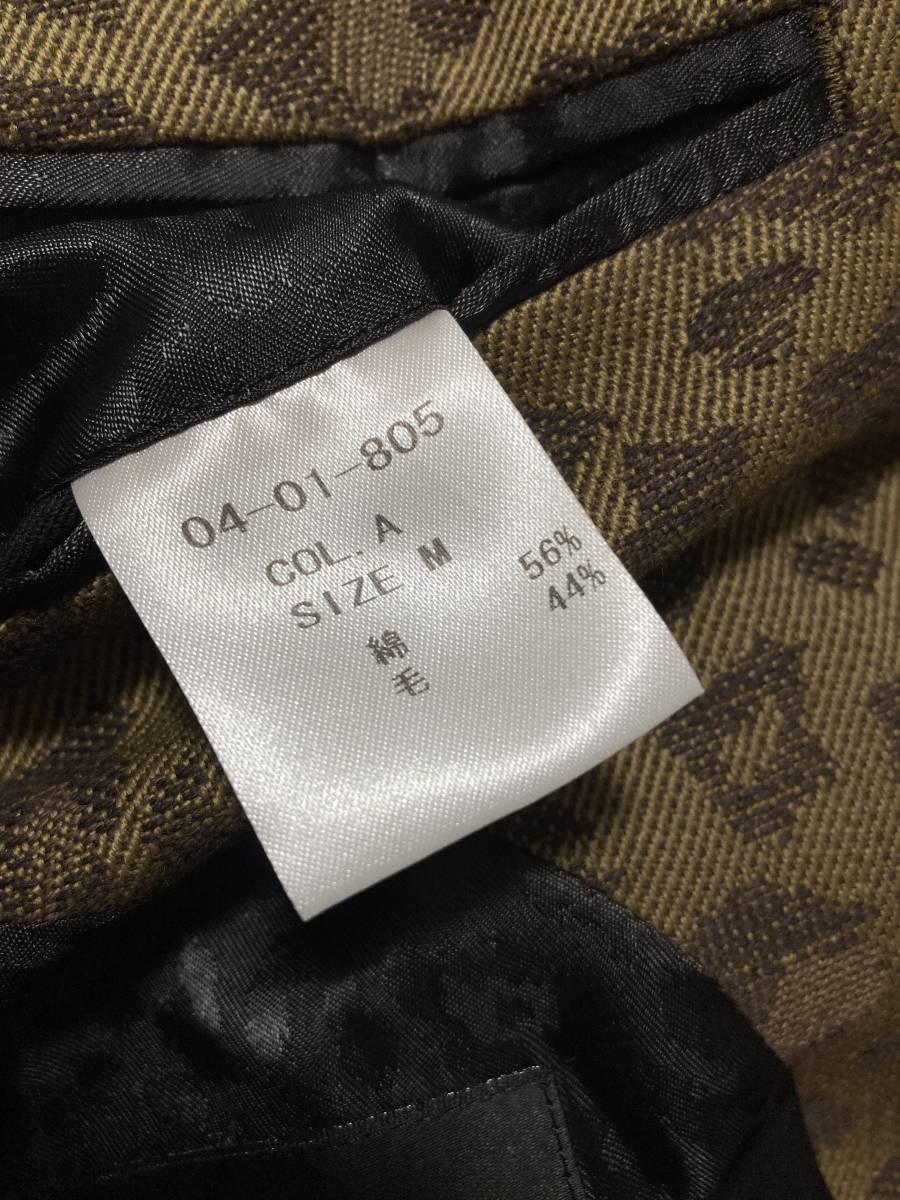 04-01-805
COL. A
SIZE M
綿 56%
毛 44%